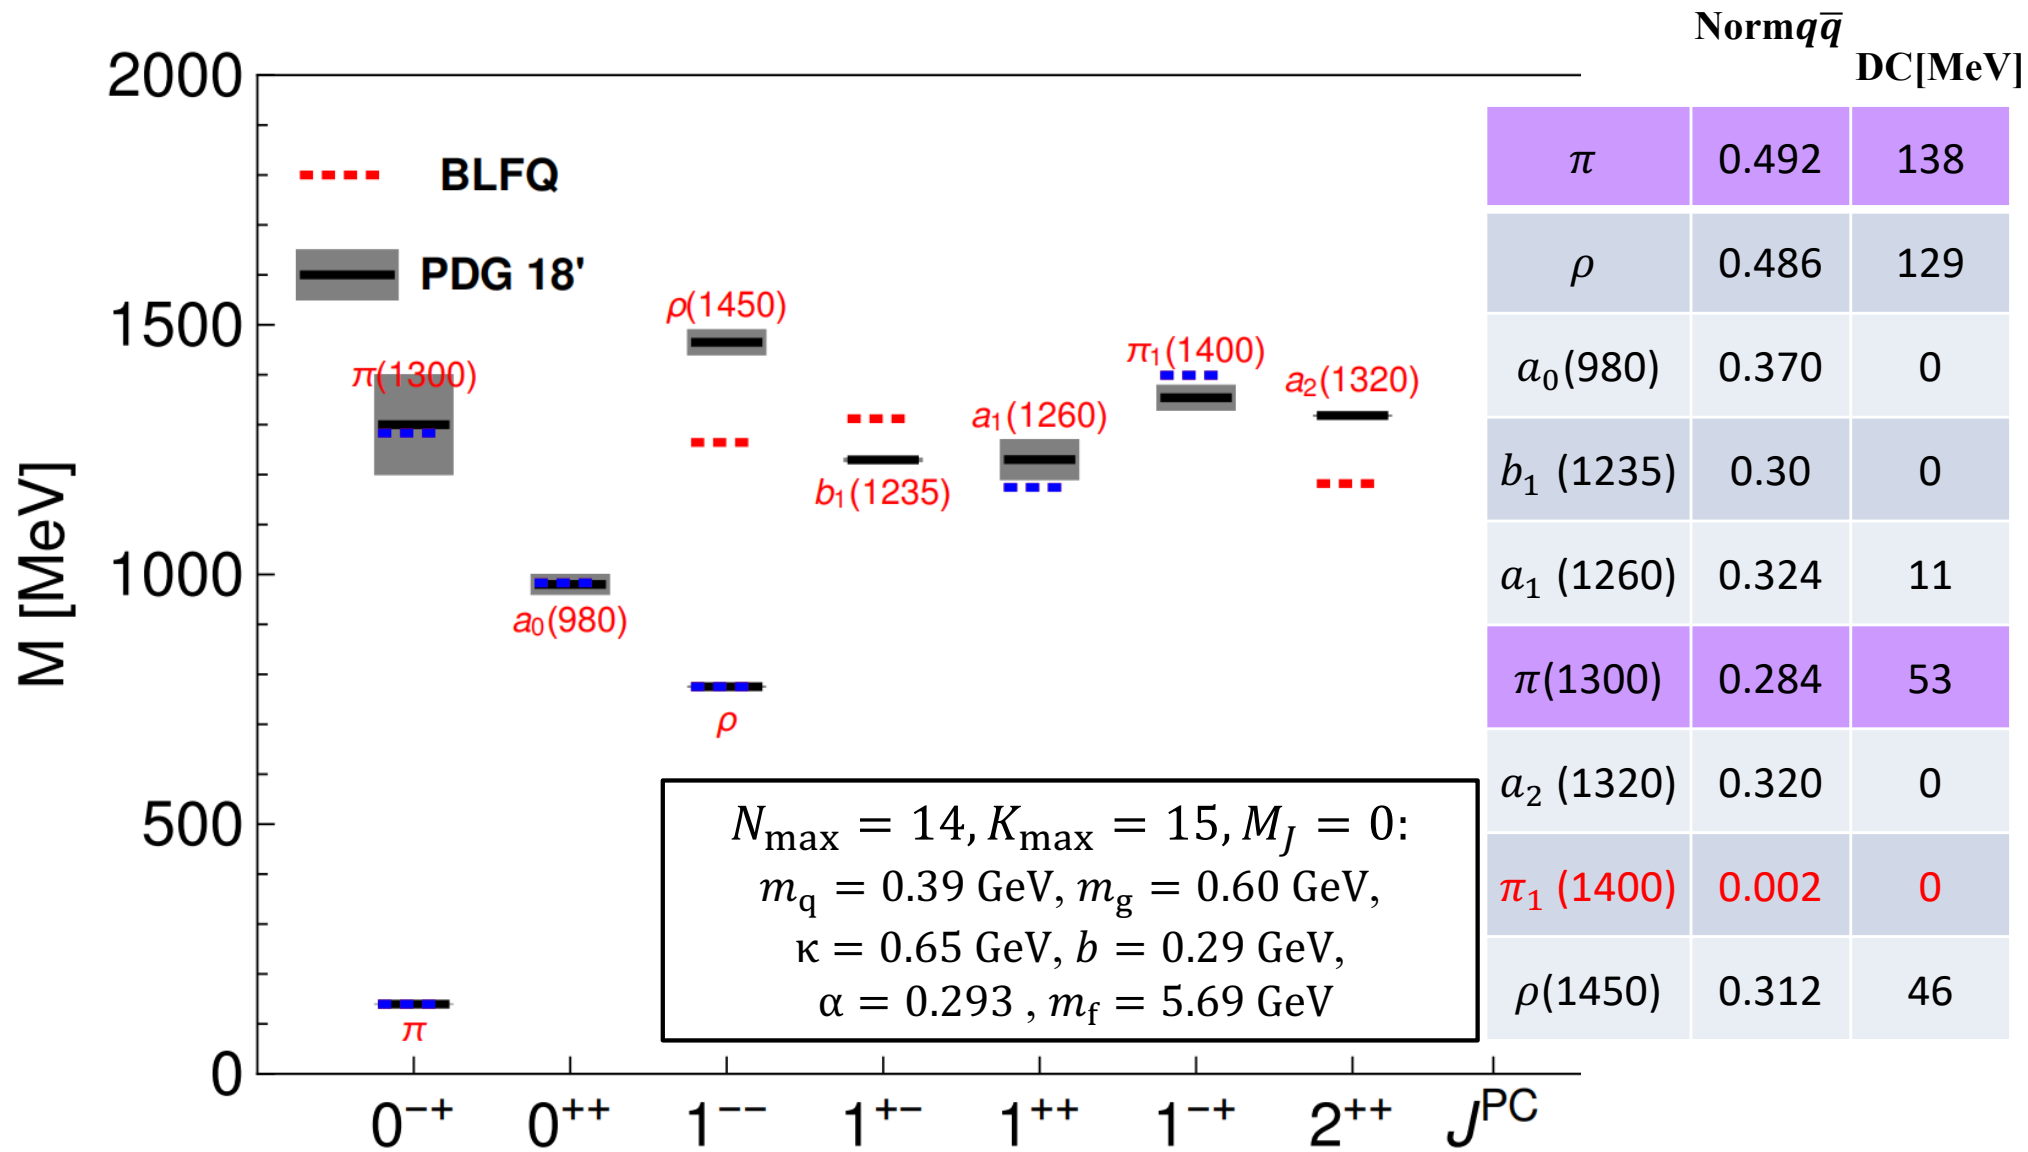 Norm𝑞q̅
DC[MeV]
2000
1500
1000
500
0
M [MeV]
BLFQ
PDG 18'
π(1300)
a₀(980)
ρ(1450)
ρ
b₁(1235)
a₁(1260)
π₁(1400)
a₂(1320)
π
0⁻⁺ 0⁺⁺ 1⁻⁻ 1⁺⁻ 1⁺⁺ 1⁻⁺ 2⁺⁺ Jᴾᶜ
N_max = 14, K_max = 15, M_J = 0:
m_q = 0.39 GeV, m_g = 0.60 GeV,
κ = 0.65 GeV, b = 0.29 GeV,
α = 0.293 , m_f = 5.69 GeV
π 0.492 138
ρ 0.486 129
a₀(980) 0.370 0
b₁ (1235) 0.30 0
a₁ (1260) 0.324 11
π(1300) 0.284 53
a₂ (1320) 0.320 0
π₁ (1400) 0.002 0
ρ(1450) 0.312 46